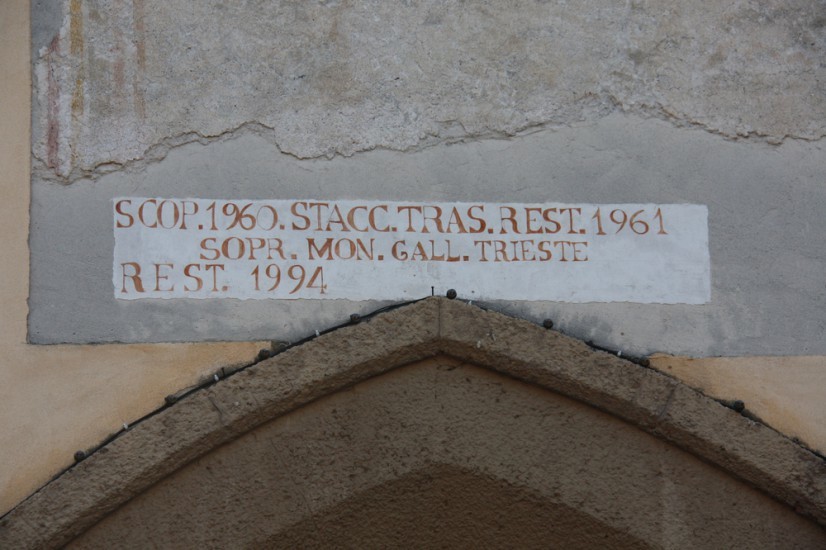 SCOP.1960.STACC.TRAS.REST.1961
SOPR.MON.GALL.TRIESTE
REST. 1994